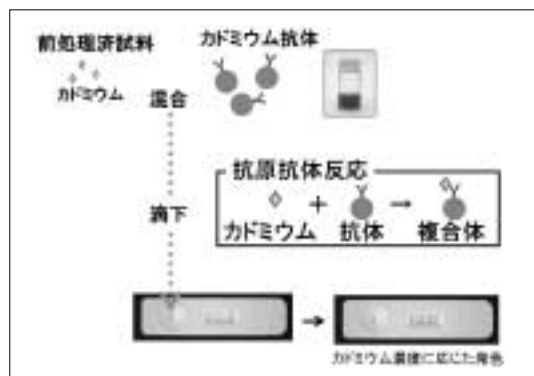 前処理済試料
カドミウム
カドミウム抗体
混合
抗原抗体反応
カドミウム + 抗体 → 複合体
滴下
→
カドミウム濃度に応じた発色